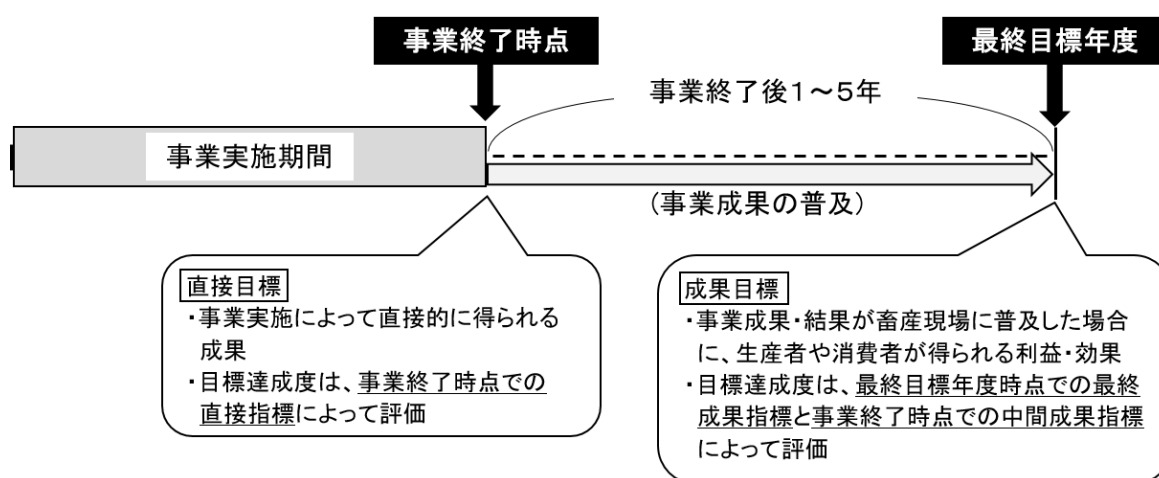 事業終了時点
最終目標年度
事業終了後1~5年
事業実施期間
(事業成果の普及)
直接目標
・事業実施によって直接的に得られる
成果
・目標達成度は、事業終了時点での
直接指標によって評価
成果目標
・事業成果・結果が畜産現場に普及した場合
に、生産者や消費者が得られる利益・効果
・目標達成度は、最終目標年度時点での最終
成果指標と事業終了時点での中間成果指標
によって評価